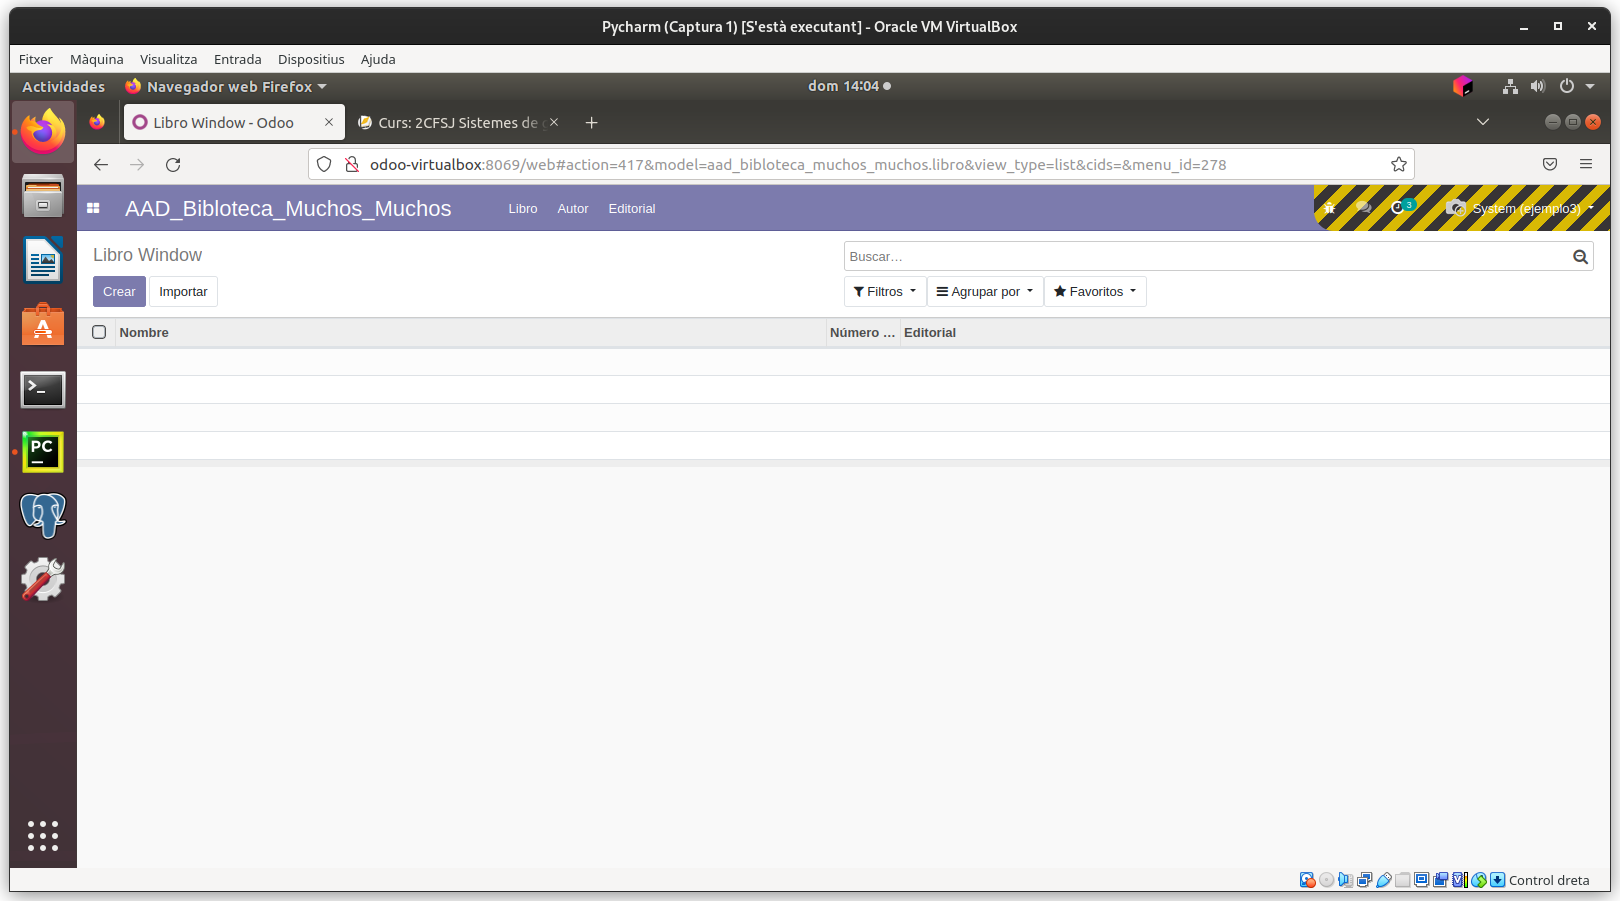 Pycharm (Captura 1) [S'està executant] - Oracle VM VirtualBox
Fitxer Màquina Visualitza Entrada Dispositius Ajuda
Actividades Navegador web Firefox dom 14:04
Libro Window - Odoo Curs: 2CFSJ Sistemes de
odoo-virtualbox:8069/web#action=417&model=aad_bibloteca_muchos_muchos.libro&view_type=list&cids=&menu_id=278
AAD_Bibloteca_Muchos_Muchos Libro Autor Editorial 3 System (ejemplo3)
Libro Window Buscar...
Crear Importar Filtros Agrupar por Favoritos
Nombre Número ... Editorial
PC
Control dreta